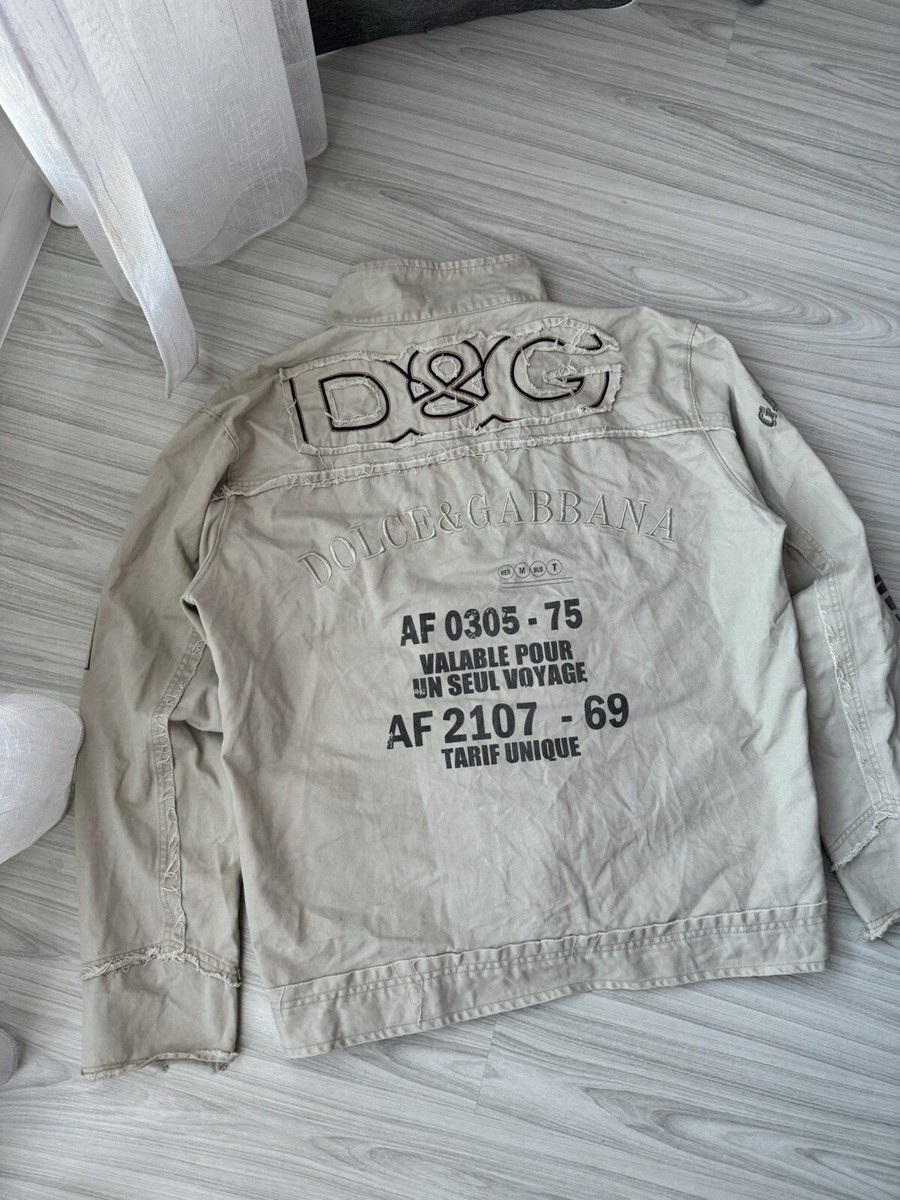 D&G
DOLCE&GABBANA
RER M BUS T
AF 0305 - 75
VALABLE POUR
UN SEUL VOYAGE
AF 2107 - 69
TARIF UNIQUE